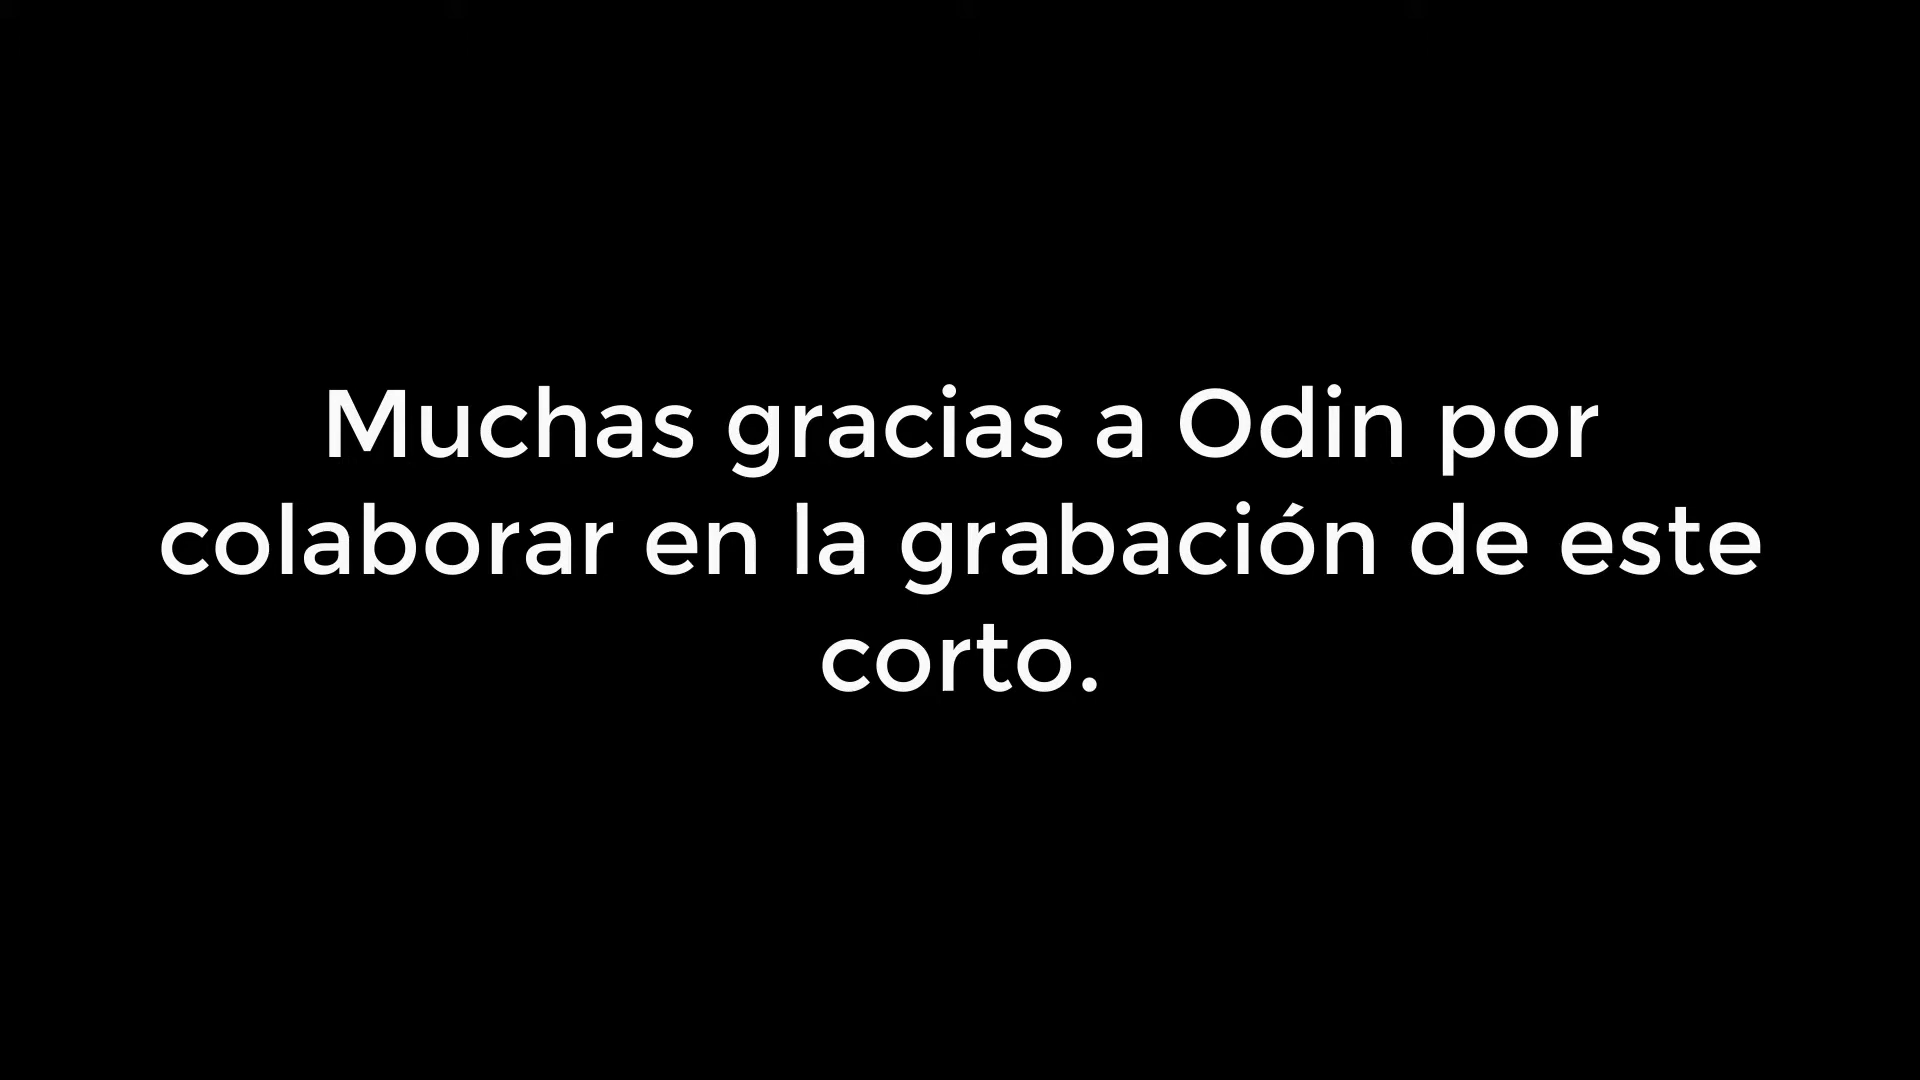 Muchas gracias a Odin por
colaborar en la grabación de este
corto.